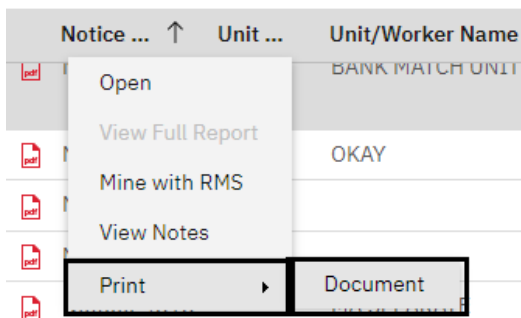 Notice ... ↑ Unit ... Unit/Worker Name
BANK MATCH UNIT
Open
View Full Report
OKAY
Mine with RMS
View Notes
Print Document